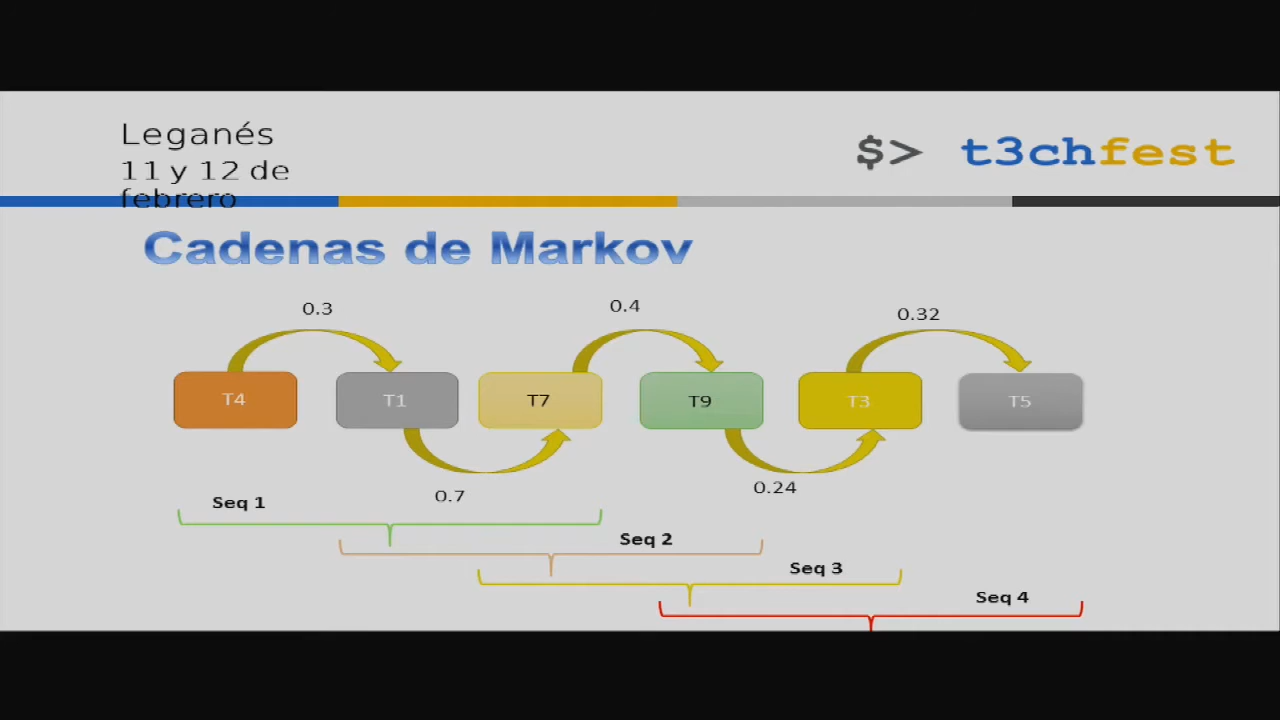 Leganés
11 y 12 de
febrero
$> t3chfest
Cadenas de Markov
0.3
0.4
0.32
T4
T1
T7
T9
T3
T5
0.7
0.24
Seq 1
Seq 2
Seq 3
Seq 4